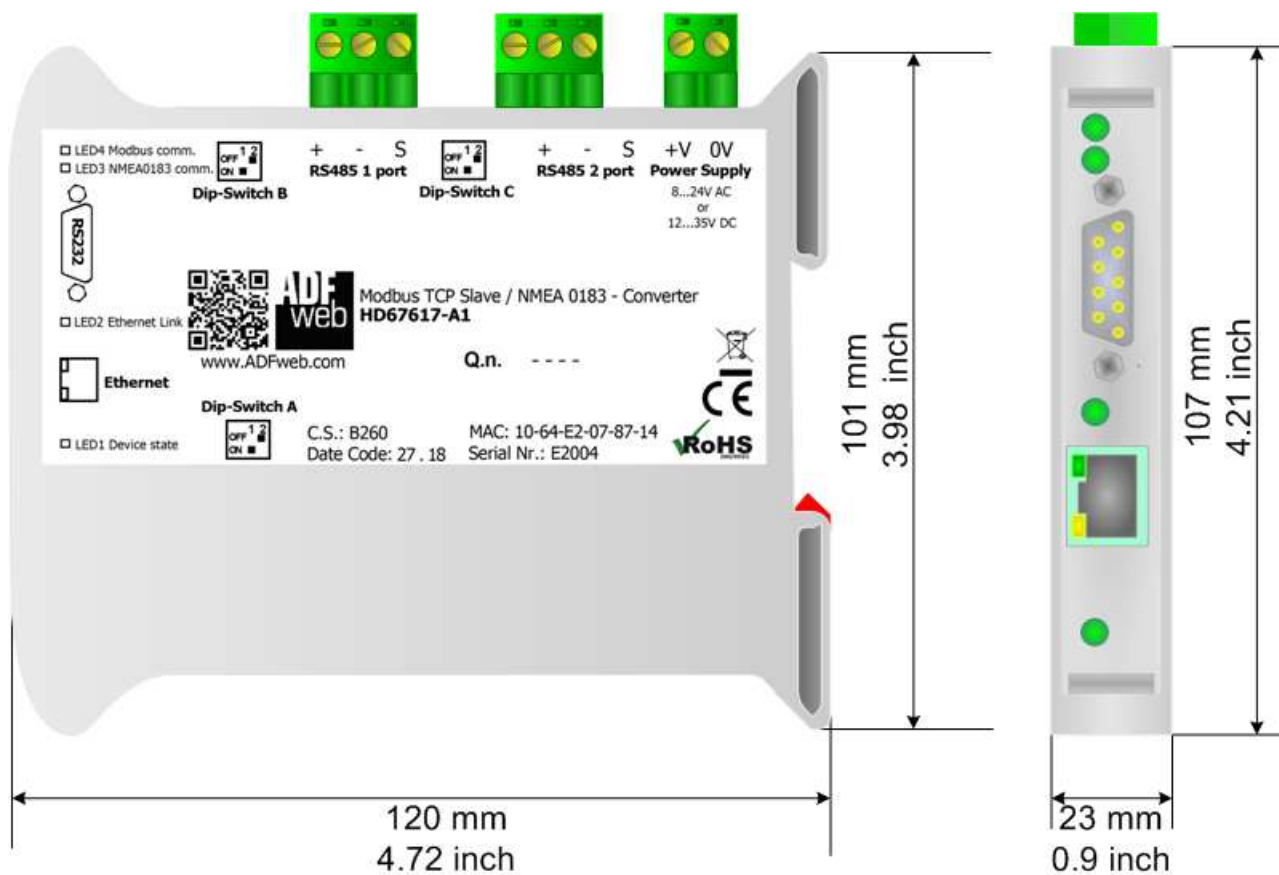 LED4 Modbus comm.
LED3 NMEA0183 comm.
OFF 1 2
ON
Dip-Switch B
+ - S
RS485 1 port
OFF 1 2
ON
Dip-Switch C
+ - S
RS485 2 port
+V 0V
Power Supply
8...24V AC
or
12...35V DC
RS232
ADF
web
Modbus TCP Slave / NMEA 0183 - Converter
HD67617-A1
LED2 Ethernet Link
www.ADFweb.com
Q.n. - - - -
Ethernet
CE
Dip-Switch A
OFF 1 2
ON
LED1 Device state
C.S.: B260
Date Code: 27 . 18
MAC: 10-64-E2-07-87-14
Serial Nr.: E2004
RoHS
101 mm
3.98 inch
107 mm
4.21 inch
120 mm
4.72 inch
23 mm
0.9 inch